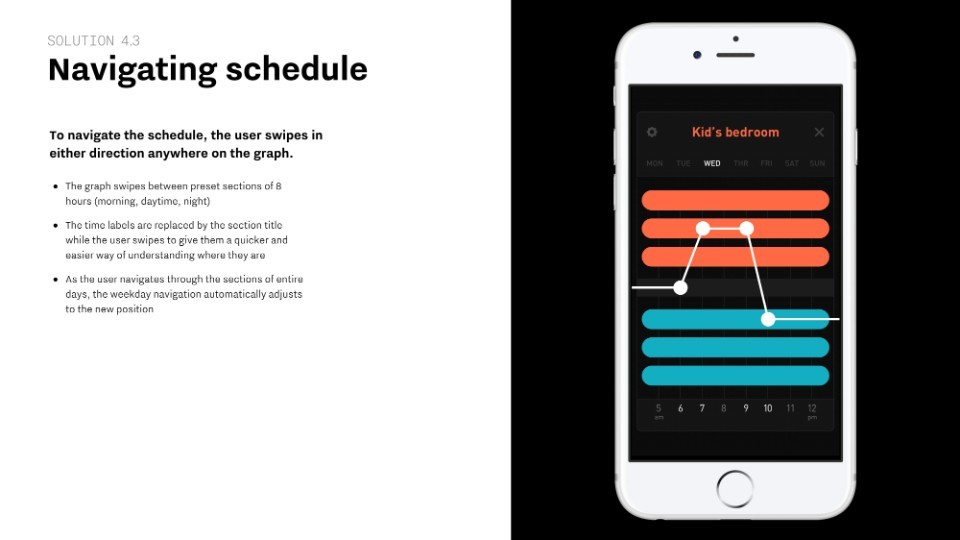 SOLUTION 4.3
Navigating schedule
To navigate the schedule, the user swipes in
either direction anywhere on the graph.
• The graph swipes between preset sections of 8
hours (morning, daytime, night)
• The time labels are replaced by the section title
while the user swipes to give them a quicker and
easier way of understanding where they are
• As the user navigates through the sections of entire
days, the weekday navigation automatically adjusts
to the new position
Kid's bedroom
MON TUE WED THR FRI SAT SUN
5 6 7 8 9 10 11 12
am pm